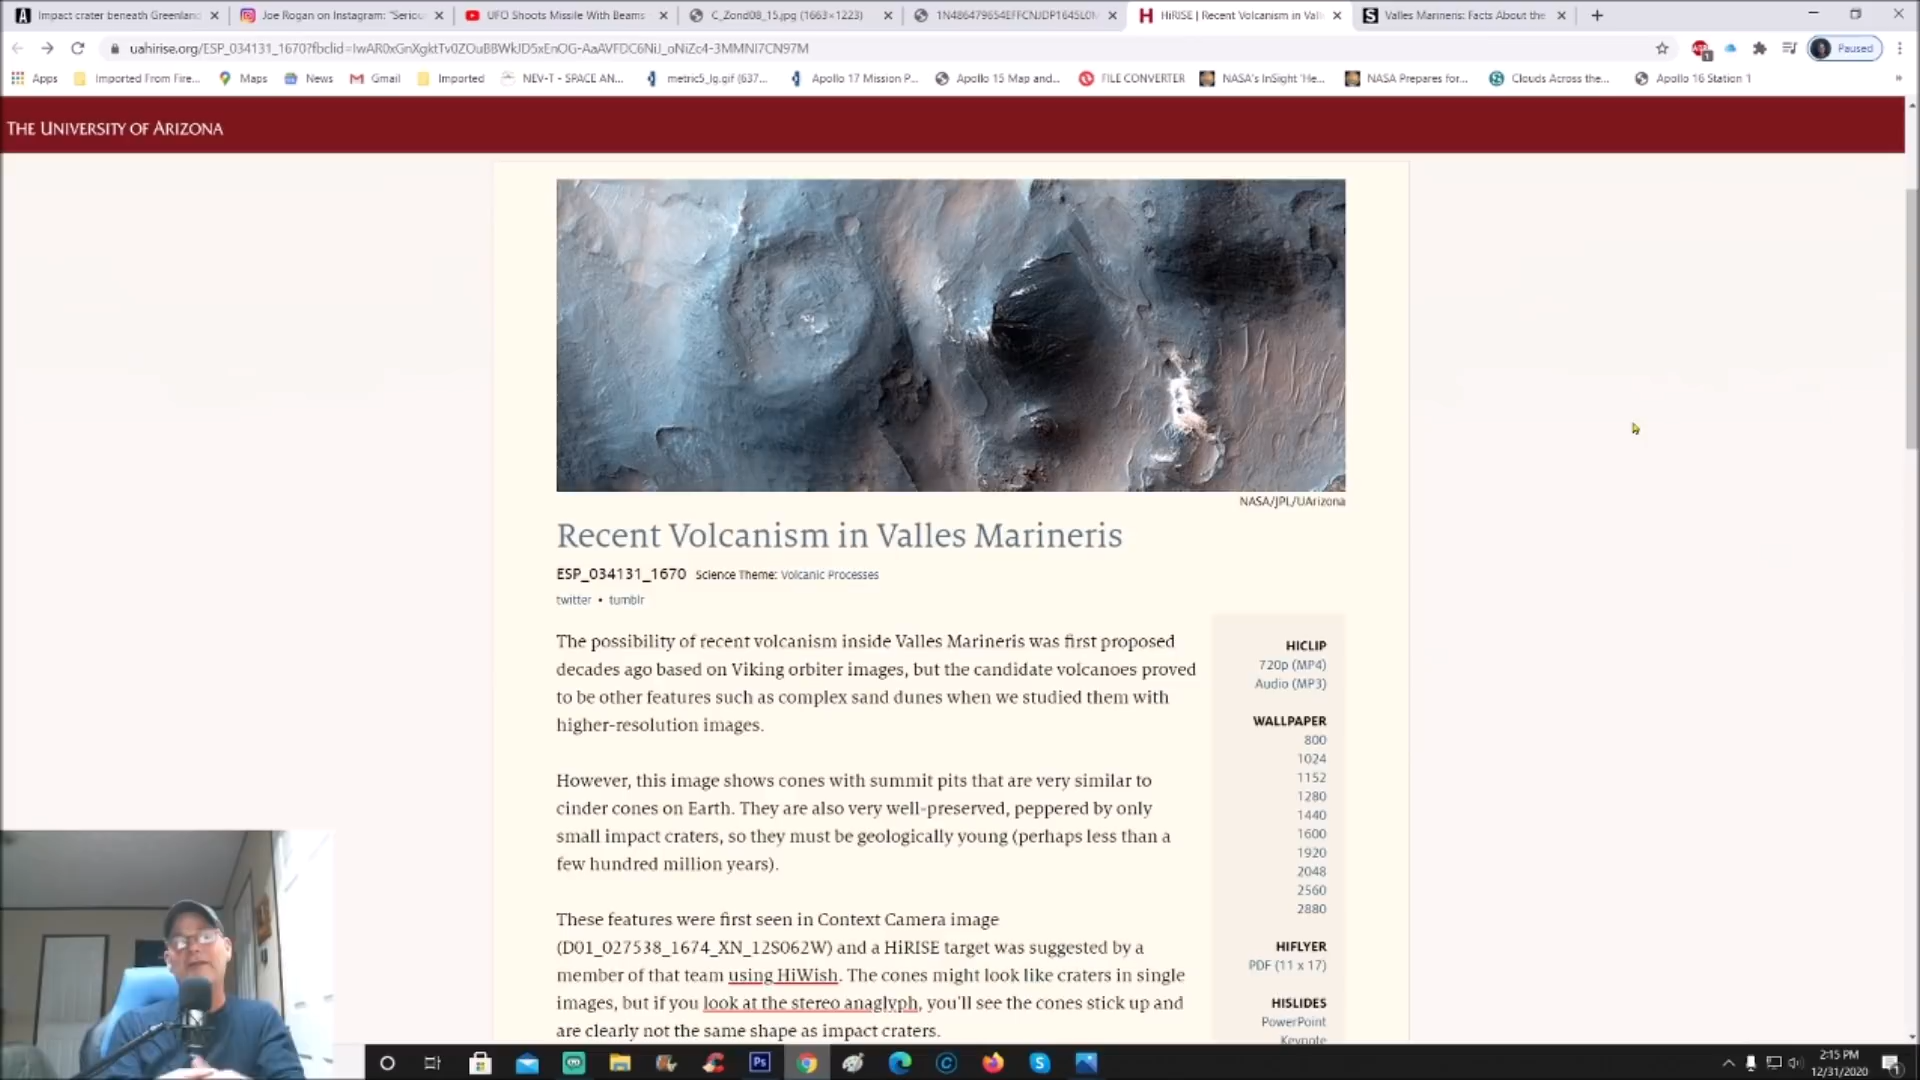 Impact crater beneath Greenland
Joe Rogan on Instagram: "Seriou
UFO Shoots Missile With Beams
C_Zond08_15.jpg (1663×1223)
1N486479654EFFCNJDP1645L0M
HiRISE | Recent Volcanism in Vall
Valles Marineris: Facts About the
uahirise.org/ESP_034131_1670?fbclid=IwAR0xGnXgktTv0ZOuB8WkJD5xEnOG-AaAVFDC6NiJ_oNiZc4-3MMNI7CN97M
Paused
Apps
Imported From Fire...
Maps
News
Gmail
Imported
NEV-T - SPACE AN...
metric5_lg.gif (637...
Apollo 17 Mission P...
Apollo 15 Map and...
FILE CONVERTER
NASA's InSight 'He...
NASA Prepares for...
Clouds Across the...
Apollo 16 Station 1
THE UNIVERSITY OF ARIZONA
NASA/JPL/UArizona
Recent Volcanism in Valles Marineris
ESP_034131_1670 Science Theme: Volcanic Processes
twitter • tumblr
The possibility of recent volcanism inside Valles Marineris was first proposed
decades ago based on Viking orbiter images, but the candidate volcanoes proved
to be other features such as complex sand dunes when we studied them with
higher-resolution images.
However, this image shows cones with summit pits that are very similar to
cinder cones on Earth. They are also very well-preserved, peppered by only
small impact craters, so they must be geologically young (perhaps less than a
few hundred million years).
These features were first seen in Context Camera image
(D01_027538_1674_XN_12S062W) and a HiRISE target was suggested by a
member of that team using HiWish. The cones might look like craters in single
images, but if you look at the stereo anaglyph, you'll see the cones stick up and
are clearly not the same shape as impact craters.
HICLIP
720p (MP4)
Audio (MP3)
WALLPAPER
800
1024
1152
1280
1440
1600
1920
2048
2560
2880
HIFLYER
PDF (11 x 17)
HISLIDES
PowerPoint
Keynote
Ps
2:15 PM
12/31/2020